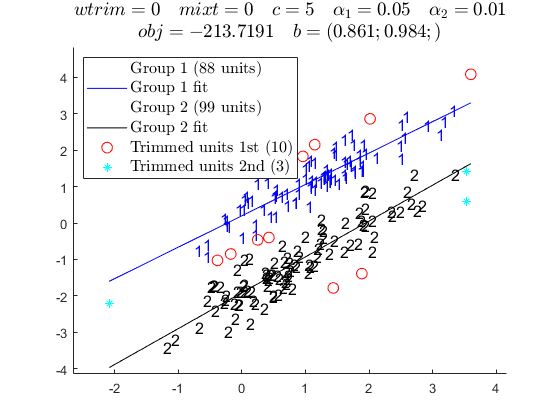 wtrim = 0 mixt = 0 c = 5 α₁ = 0.05 α₂ = 0.01
obj = −213.7191 b = (0.861; 0.984; )
Group 1 (88 units)
Group 1 fit
Group 2 (99 units)
Group 2 fit
Trimmed units 1st (10)
Trimmed units 2nd (3)
4
3
2
1
0
-1
-2
-3
-4
-2 -1 0 1 2 3 4